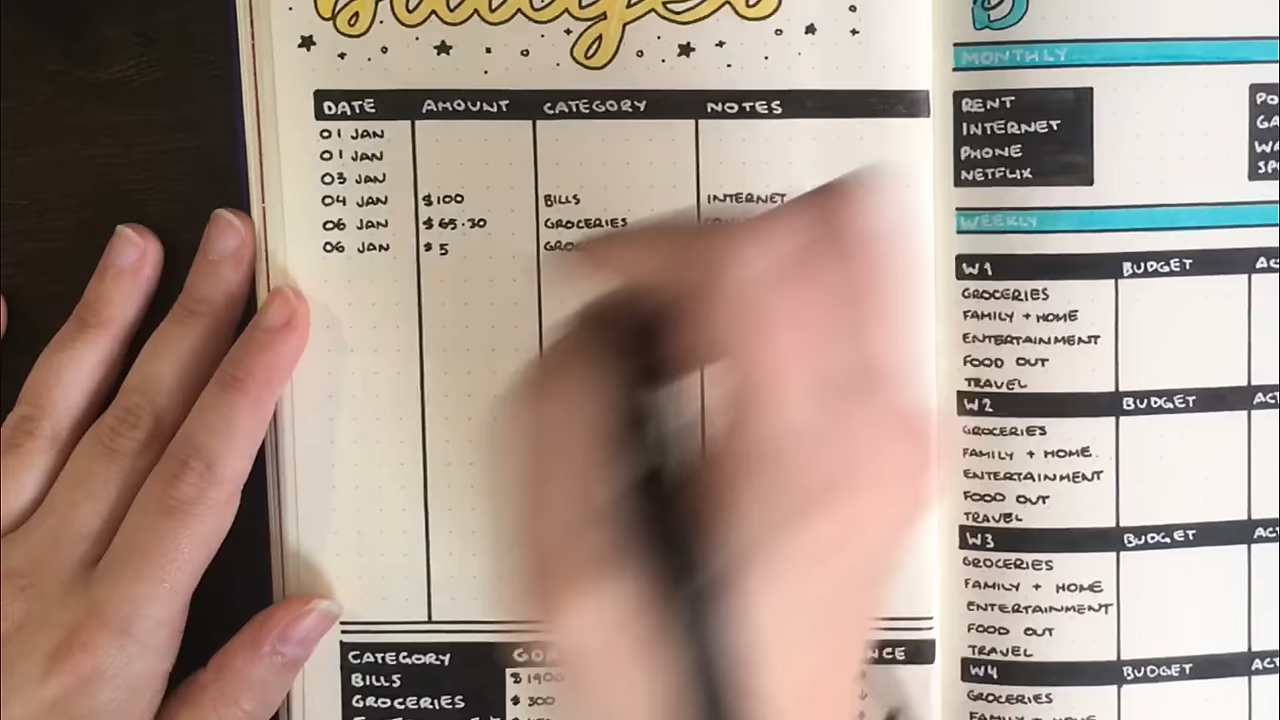 Budget
DATE AMOUNT CATEGORY NOTES
01 JAN
01 JAN
03 JAN
04 JAN $100 BILLS INTERNET
06 JAN $65.30 GROCERIES
06 JAN $5
CATEGORY
BILLS $1900
GROCERIES $300
MONTHLY
RENT
INTERNET
PHONE
NETFLIX
WEEKLY
W1 BUDGET
GROCERIES
FAMILY + HOME
ENTERTAINMENT
FOOD OUT
TRAVEL
W2 BUDGET
GROCERIES
FAMILY + HOME
ENTERTAINMENT
FOOD OUT
TRAVEL
W3 BUDGET
GROCERIES
FAMILY + HOME
ENTERTAINMENT
FOOD OUT
TRAVEL
W4 BUDGET
GROCERIES